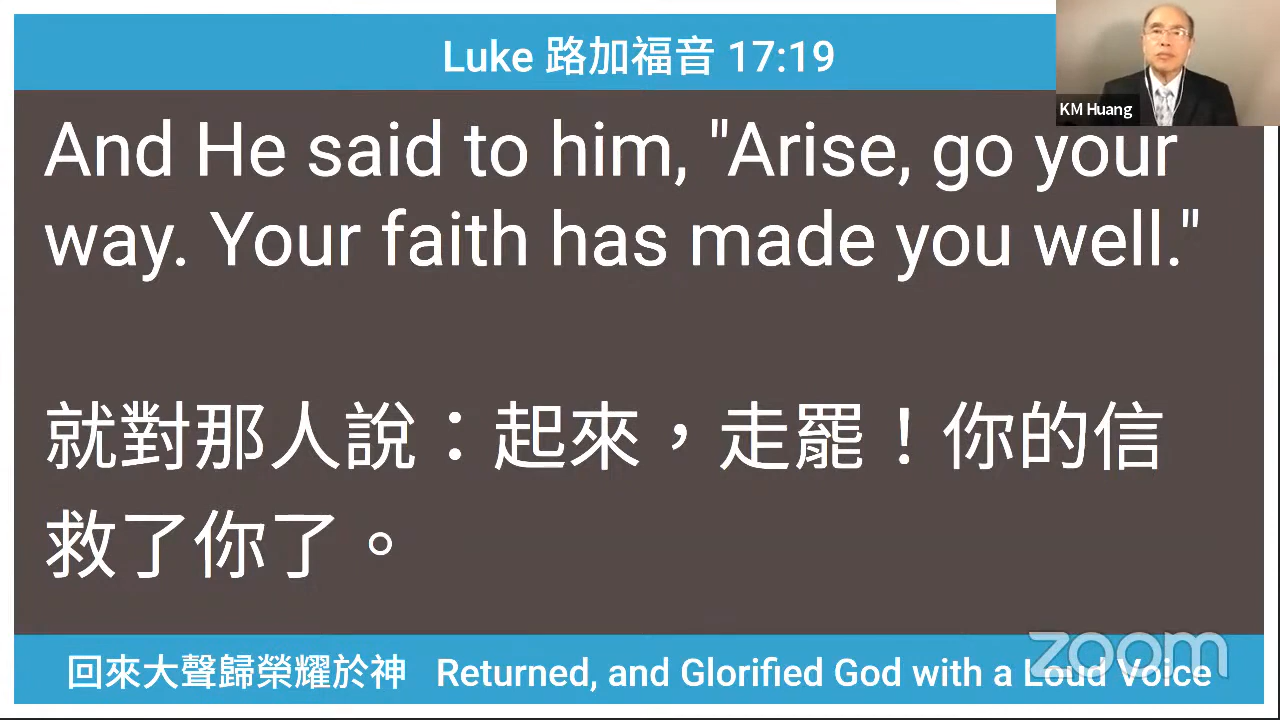 Luke 路加福音 17:19
KM Huang
And He said to him, "Arise, go your
way. Your faith has made you well."
就對那人說：起來，走罷！你的信
救了你了。
回來大聲歸榮耀於神 Returned, and Glorified God with a Loud Voice
zoom